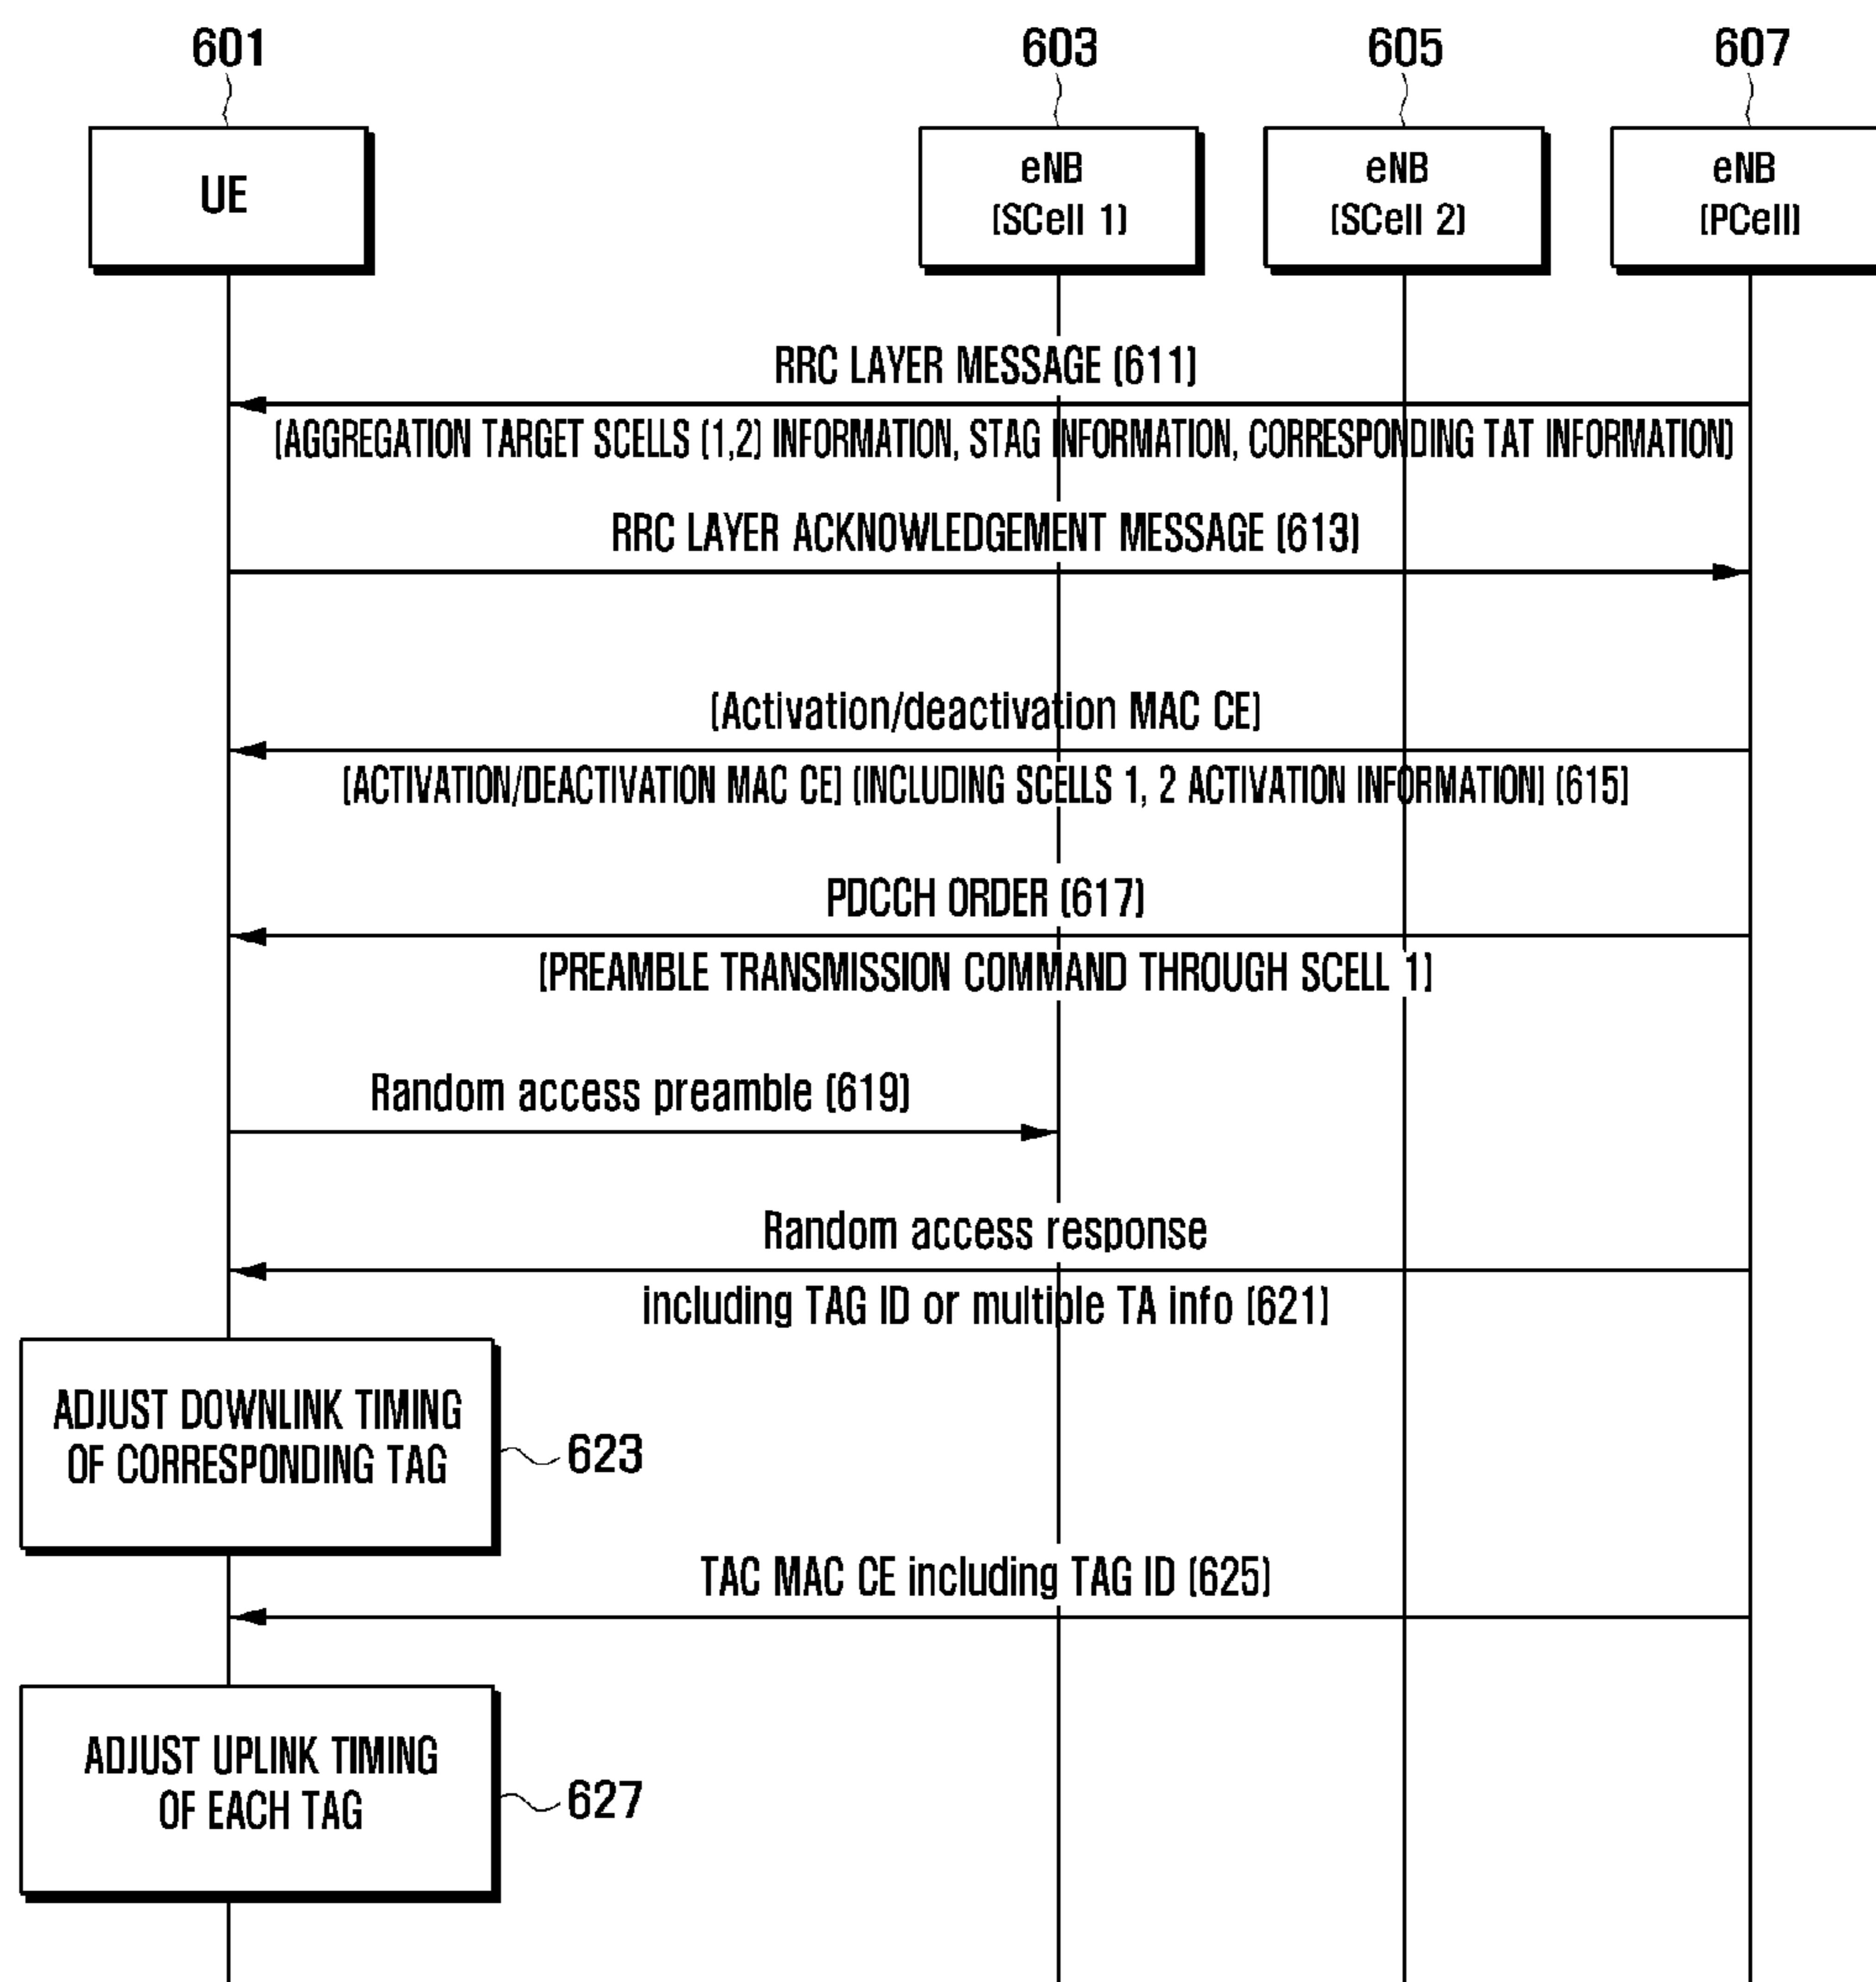 601
603
605
607
UE
eNB
(SCell 1)
eNB
(SCell 2)
eNB
(PCell)
RRC LAYER MESSAGE (611)
(AGGREGATION TARGET SCELLS (1,2) INFORMATION, STAG INFORMATION, CORRESPONDING TAT INFORMATION)
RRC LAYER ACKNOWLEDGEMENT MESSAGE (613)
(Activation/deactivation MAC CE)
(ACTIVATION/DEACTIVATION MAC CE) (INCLUDING SCELLS 1, 2 ACTIVATION INFORMATION) (615)
PDCCH ORDER (617)
(PREAMBLE TRANSMISSION COMMAND THROUGH SCELL 1)
Random access preamble (619)
Random access response
including TAG ID or multiple TA info (621)
ADJUST DOWNLINK TIMING
OF CORRESPONDING TAG
623
TAC MAC CE including TAG ID (625)
ADJUST UPLINK TIMING
OF EACH TAG
627